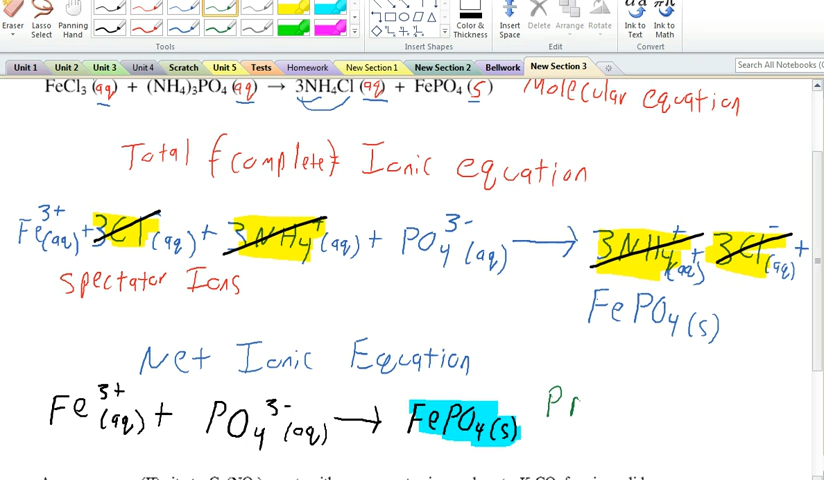 Eraser Lasso Select Panning Hand Color & Thickness Insert Space Delete Arrange Rotate Ink to Text Ink to Math
Tools Insert Shapes Edit Convert
Unit 1 Unit 2 Unit 3 Unit 4 Scratch Unit 5 Tests Homework New Section 1 New Section 2 Bellwork New Section 3 Search All Notebooks (C
FeCl₃ (aq) + (NH₄)₃PO₄ (aq) → 3NH₄Cl (aq) + FePO₄ (s) Molecular equation
Total (complete) Ionic equation
Fe³⁺(aq) + 3Cl⁻(aq) + 3NH₄⁺(aq) + PO₄³⁻(aq) → 3NH₄⁺(aq) + 3Cl⁻(aq) +
Spectator Ions
FePO₄(s)
Net Ionic Equation
Fe³⁺(aq) + PO₄³⁻(aq) → FePO₄(s) Pr